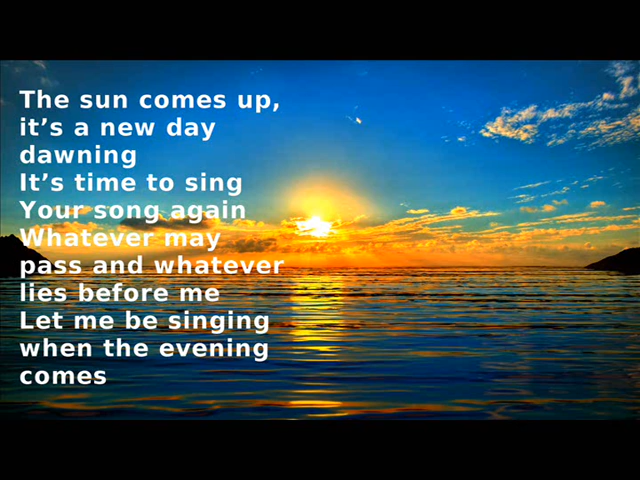 The sun comes up,
it’s a new day
dawning
It’s time to sing
Your song again
Whatever may
pass and whatever
lies before me
Let me be singing
when the evening
comes